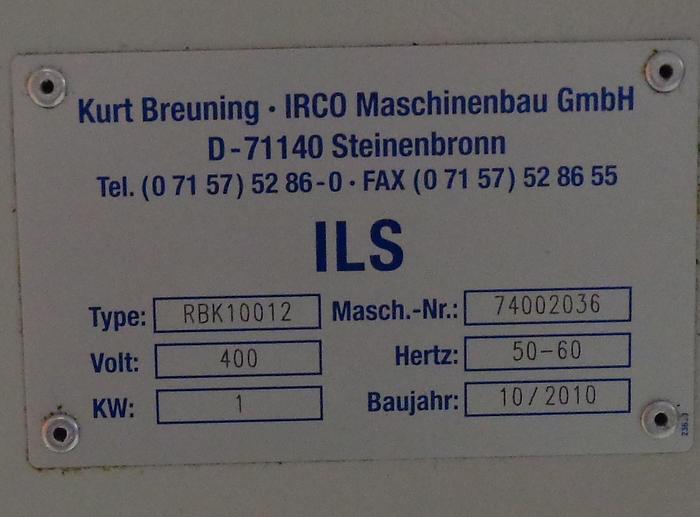 Kurt Breuning · IRCO Maschinenbau GmbH
D-71140 Steinenbronn
Tel. (0 71 57) 52 86-0 · FAX (0 71 57) 52 86 55
ILS
Type: RBK10012 Masch.-Nr.: 74002036
Volt: 400 Hertz: 50-60
KW: 1 Baujahr: 10/2010